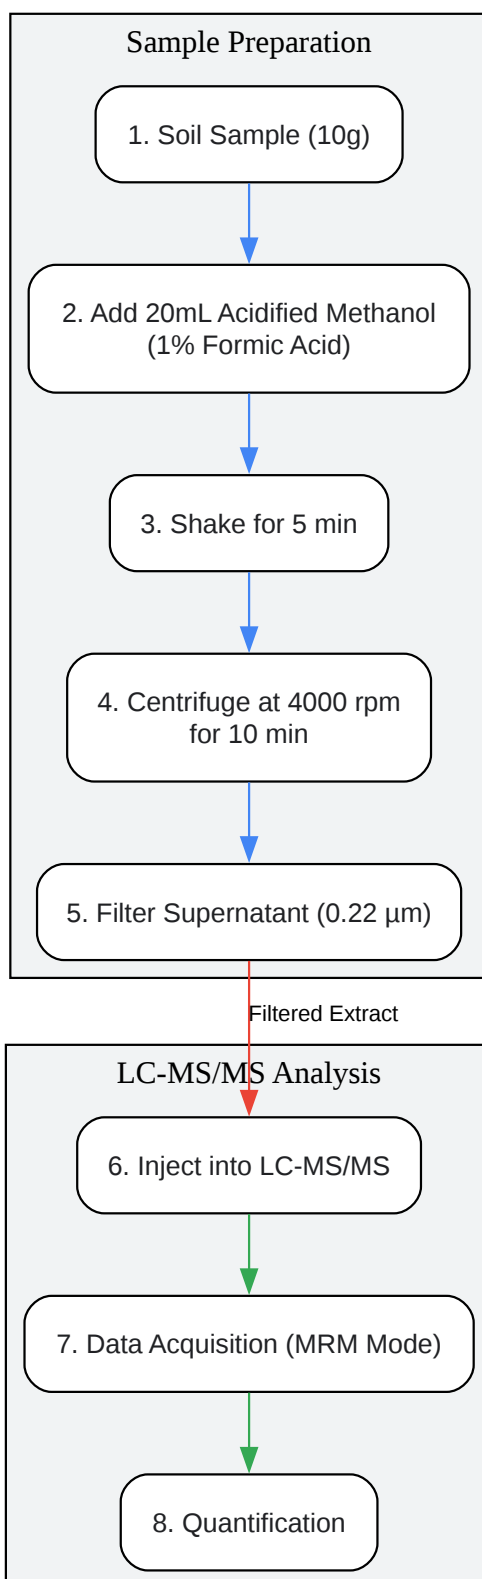 Sample Preparation
1. Soil Sample (10g)
2. Add 20mL Acidified Methanol
(1% Formic Acid)
3. Shake for 5 min
4. Centrifuge at 4000 rpm
for 10 min
5. Filter Supernatant (0.22 µm)
Filtered Extract
LC-MS/MS Analysis
6. Inject into LC-MS/MS
7. Data Acquisition (MRM Mode)
8. Quantification